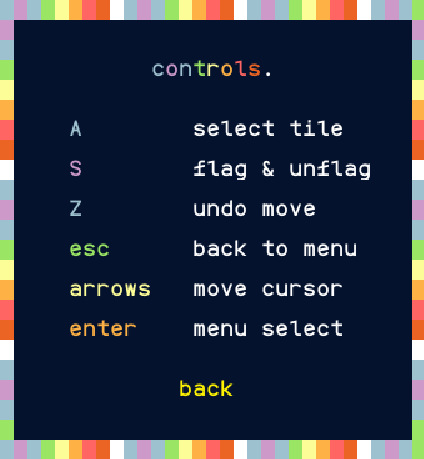 controls.
A select tile
S flag & unflag
Z undo move
esc back to menu
arrows move cursor
enter menu select
back